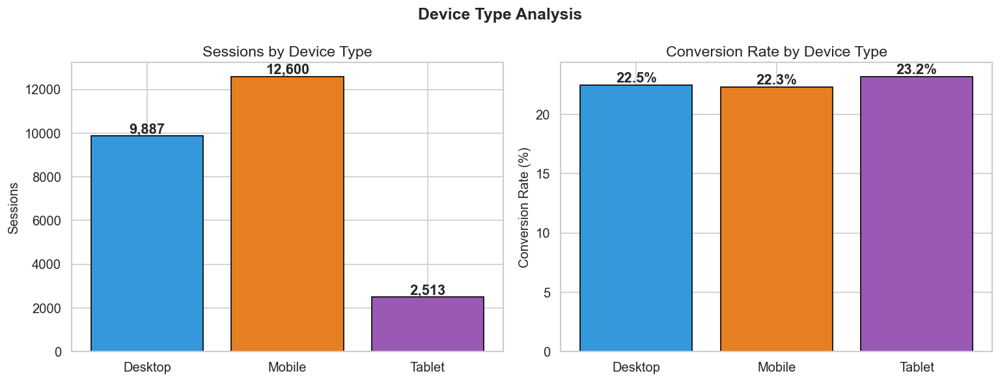 Device Type Analysis
Sessions by Device Type
Sessions
12000
10000
8000
6000
4000
2000
0
9,887
12,600
2,513
Desktop
Mobile
Tablet
Conversion Rate by Device Type
Conversion Rate (%)
20
15
10
5
0
22.5%
22.3%
23.2%
Desktop
Mobile
Tablet